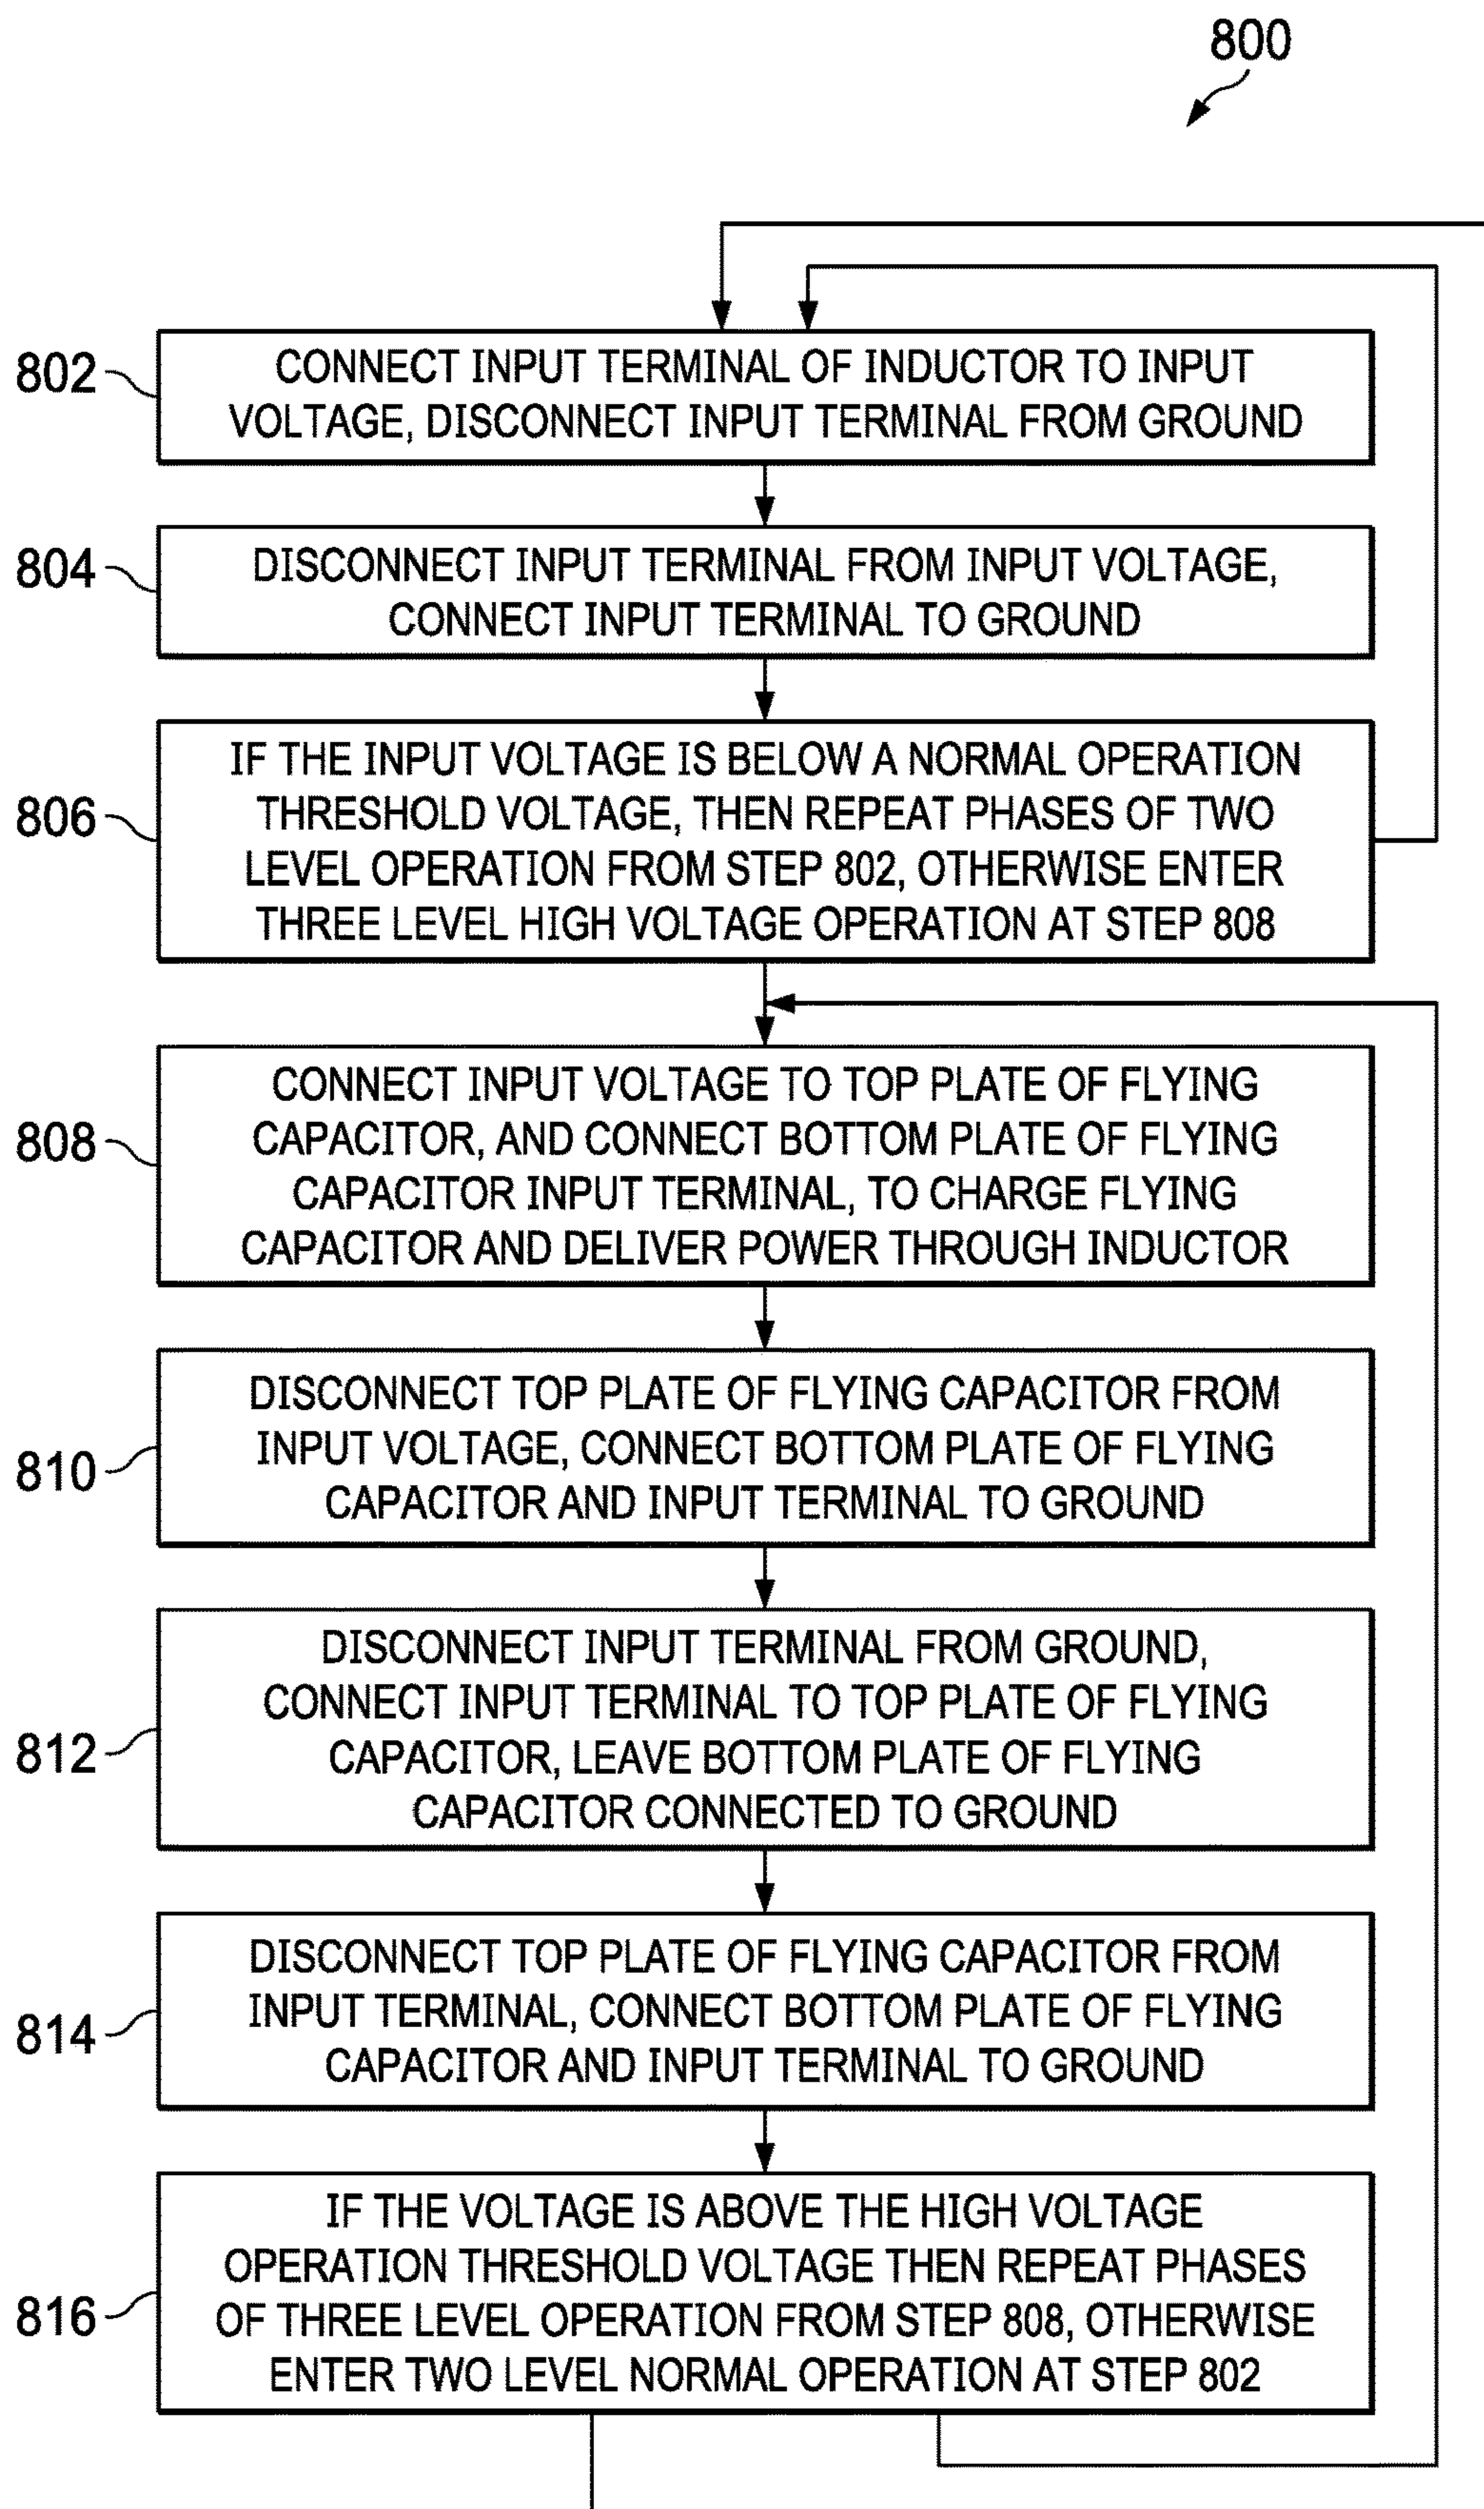 800
802
CONNECT INPUT TERMINAL OF INDUCTOR TO INPUT
VOLTAGE, DISCONNECT INPUT TERMINAL FROM GROUND
804
DISCONNECT INPUT TERMINAL FROM INPUT VOLTAGE,
CONNECT INPUT TERMINAL TO GROUND
806
IF THE INPUT VOLTAGE IS BELOW A NORMAL OPERATION
THRESHOLD VOLTAGE, THEN REPEAT PHASES OF TWO
LEVEL OPERATION FROM STEP 802, OTHERWISE ENTER
THREE LEVEL HIGH VOLTAGE OPERATION AT STEP 808
808
CONNECT INPUT VOLTAGE TO TOP PLATE OF FLYING
CAPACITOR, AND CONNECT BOTTOM PLATE OF FLYING
CAPACITOR INPUT TERMINAL, TO CHARGE FLYING
CAPACITOR AND DELIVER POWER THROUGH INDUCTOR
810
DISCONNECT TOP PLATE OF FLYING CAPACITOR FROM
INPUT VOLTAGE, CONNECT BOTTOM PLATE OF FLYING
CAPACITOR AND INPUT TERMINAL TO GROUND
812
DISCONNECT INPUT TERMINAL FROM GROUND,
CONNECT INPUT TERMINAL TO TOP PLATE OF FLYING
CAPACITOR, LEAVE BOTTOM PLATE OF FLYING
CAPACITOR CONNECTED TO GROUND
814
DISCONNECT TOP PLATE OF FLYING CAPACITOR FROM
INPUT TERMINAL, CONNECT BOTTOM PLATE OF FLYING
CAPACITOR AND INPUT TERMINAL TO GROUND
816
IF THE VOLTAGE IS ABOVE THE HIGH VOLTAGE
OPERATION THRESHOLD VOLTAGE THEN REPEAT PHASES
OF THREE LEVEL OPERATION FROM STEP 808, OTHERWISE
ENTER TWO LEVEL NORMAL OPERATION AT STEP 802